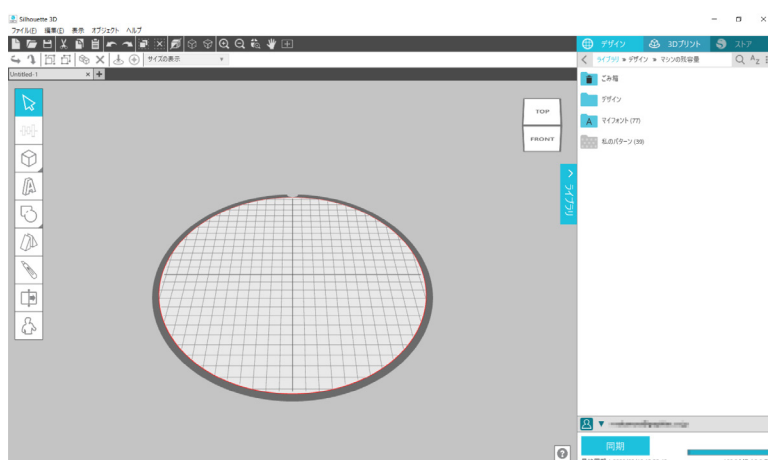 Silhouette 3D
ファイル(F) 編集(E) 表示 オブジェクト ヘルプ
デザイン
3Dプリント
ストア
サイズの表示
ライブラリ » デザイン » マシンの残容量
Untitled-1
ごみ箱
デザイン
マイフォント (77)
私のパターン (39)
TOP
FRONT
ライブラリ
同期